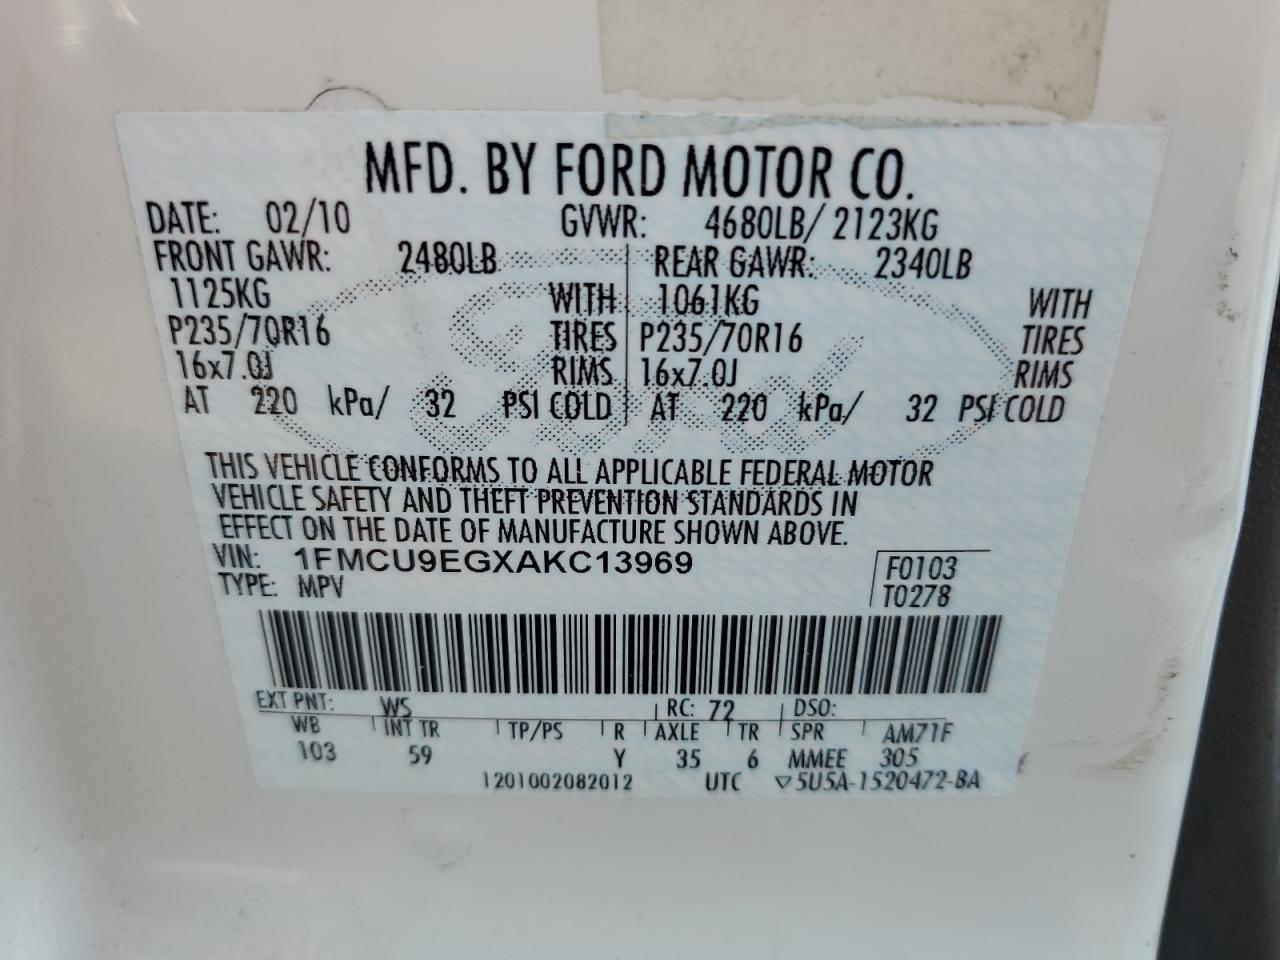 MFD. BY FORD MOTOR CO.
DATE: 02/10 GVWR: 4680LB/ 2123KG
FRONT GAWR: 2480LB REAR GAWR: 2340LB
1125KG WITH 1061KG WITH
P235/70R16 TIRES P235/70R16 TIRES
16x7.0J RIMS 16x7.0J RIMS
AT 220 kPa/ 32 PSI COLD AT 220 kPa/ 32 PSI COLD
Ford
THIS VEHICLE CONFORMS TO ALL APPLICABLE FEDERAL MOTOR
VEHICLE SAFETY AND THEFT PREVENTION STANDARDS IN
EFFECT ON THE DATE OF MANUFACTURE SHOWN ABOVE.
VIN: 1FMCU9EGXAKC13969 F0103
TYPE: MPV T0278
EXT PNT: WS RC: 72 DSO:
WB INT TR TP/PS R AXLE TR SPR AM71F
103 59 Y 35 6 MMEE 305
1201002082012 UTC ▽5U5A-1520472-BA